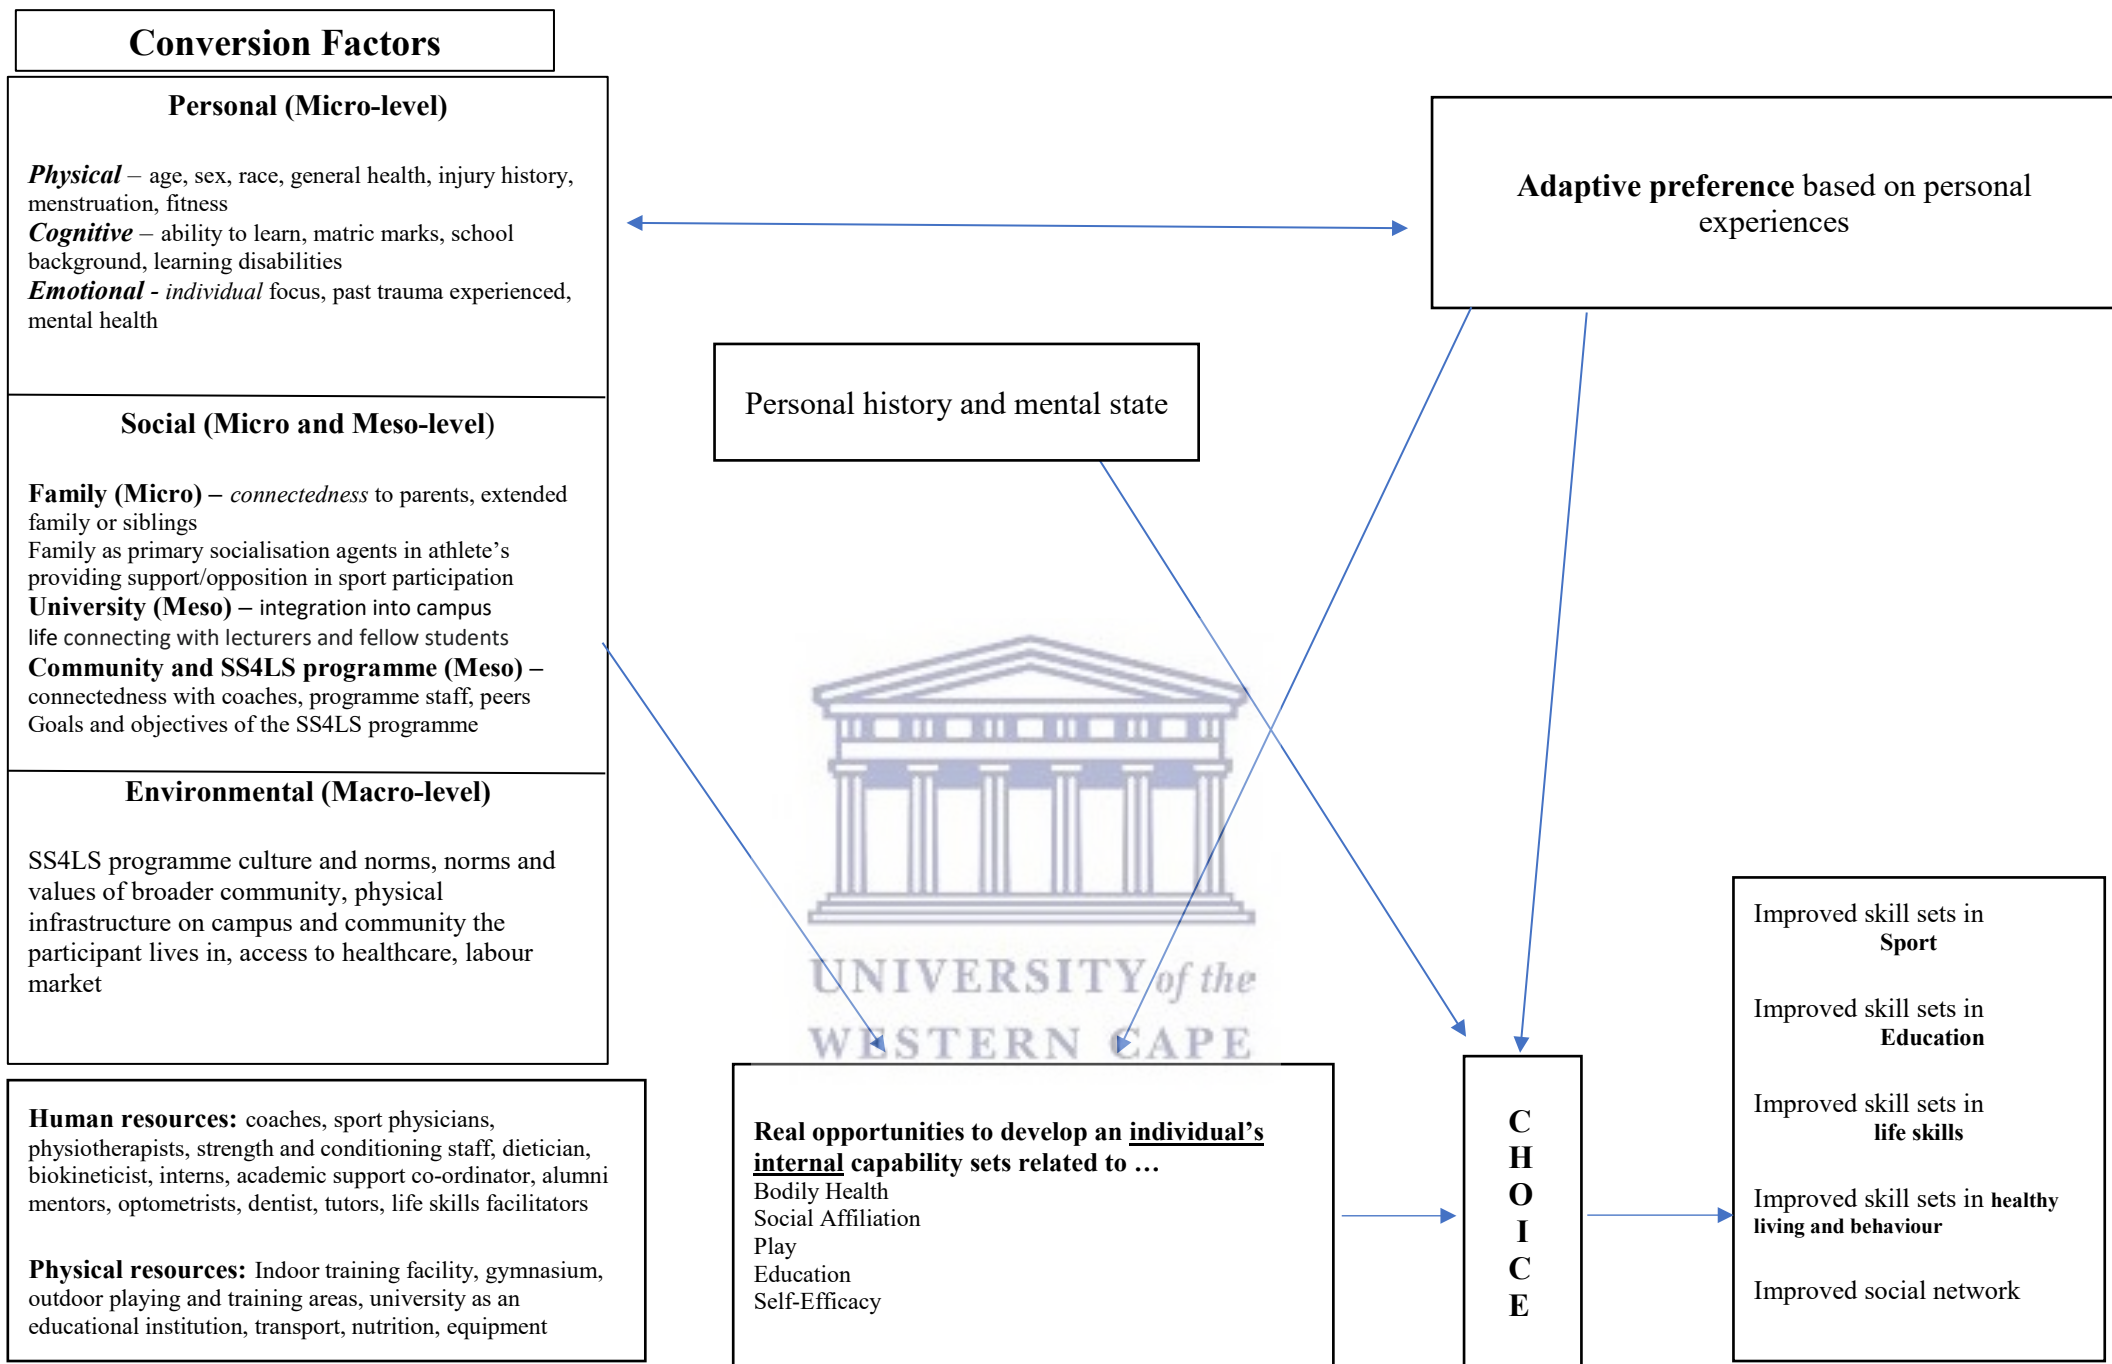 Conversion Factors
Personal (Micro-level)
Physical – age, sex, race, general health, injury history,
menstruation, fitness
Cognitive – ability to learn, matric marks, school
background, learning disabilities
Emotional - individual focus, past trauma experienced,
mental health
Social (Micro and Meso-level)
Family (Micro) – connectedness to parents, extended
family or siblings
Family as primary socialisation agents in athlete’s
providing support/opposition in sport participation
University (Meso) – integration into campus
life connecting with lecturers and fellow students
Community and SS4LS programme (Meso) –
connectedness with coaches, programme staff, peers
Goals and objectives of the SS4LS programme
Environmental (Macro-level)
SS4LS programme culture and norms, norms and
values of broader community, physical
infrastructure on campus and community the
participant lives in, access to healthcare, labour
market
Human resources: coaches, sport physicians,
physiotherapists, strength and conditioning staff, dietician,
biokineticist, interns, academic support co-ordinator, alumni
mentors, optometrists, dentist, tutors, life skills facilitators
Physical resources: Indoor training facility, gymnasium,
outdoor playing and training areas, university as an
educational institution, transport, nutrition, equipment
Adaptive preference based on personal
experiences
Personal history and mental state
UNIVERSITY of the
WESTERN CAPE
Real opportunities to develop an individual’s
internal capability sets related to …
Bodily Health
Social Affiliation
Play
Education
Self-Efficacy
C
H
O
I
C
E
Improved skill sets in
Sport
Improved skill sets in
Education
Improved skill sets in
life skills
Improved skill sets in healthy
living and behaviour
Improved social network